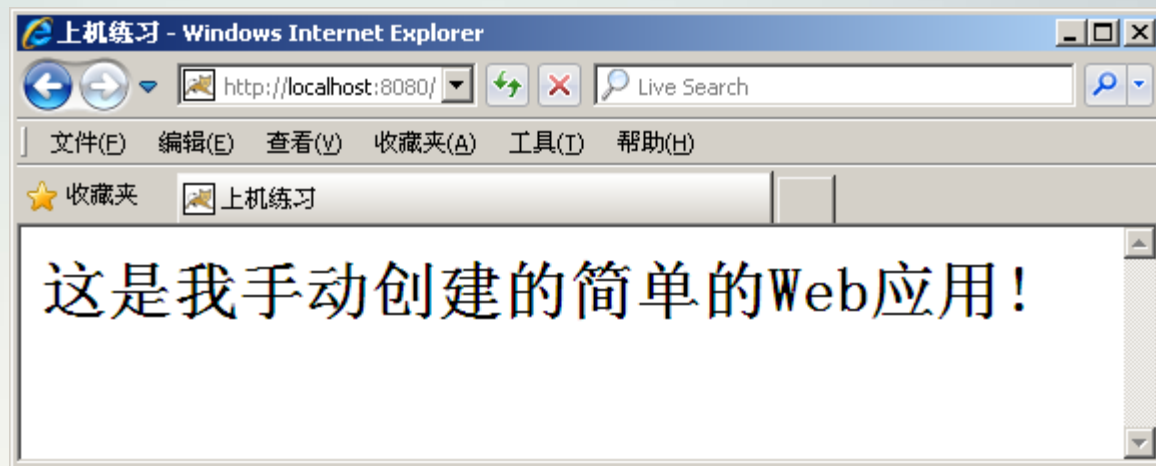 上机练习 - Windows Internet Explorer
http://localhost:8080/ Live Search
文件(F) 编辑(E) 查看(V) 收藏夹(A) 工具(T) 帮助(H)
收藏夹 上机练习
这是我手动创建的简单的Web应用!